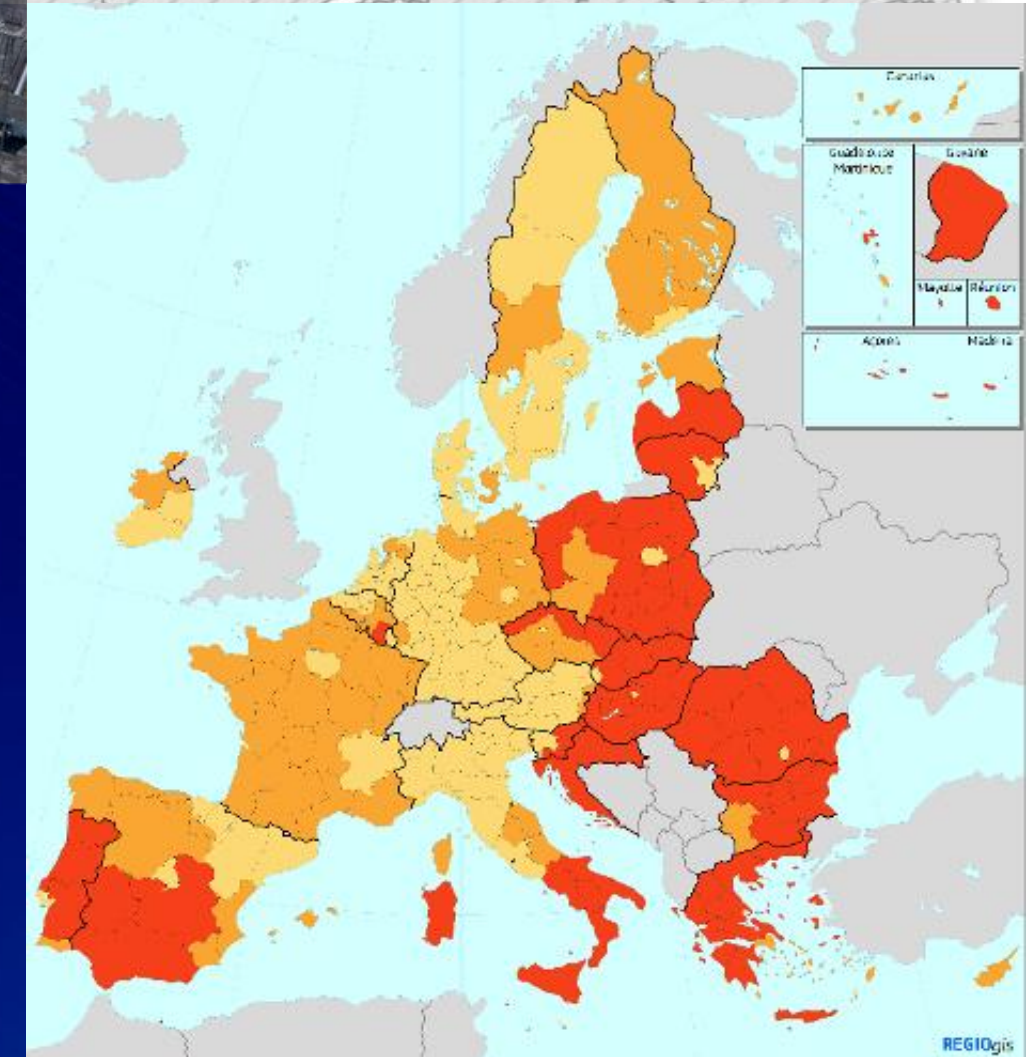 Canarias
Guadeloupe
Martinique
Guyane
Mayotte
Réunion
Açores
Madeira
REGIOgis